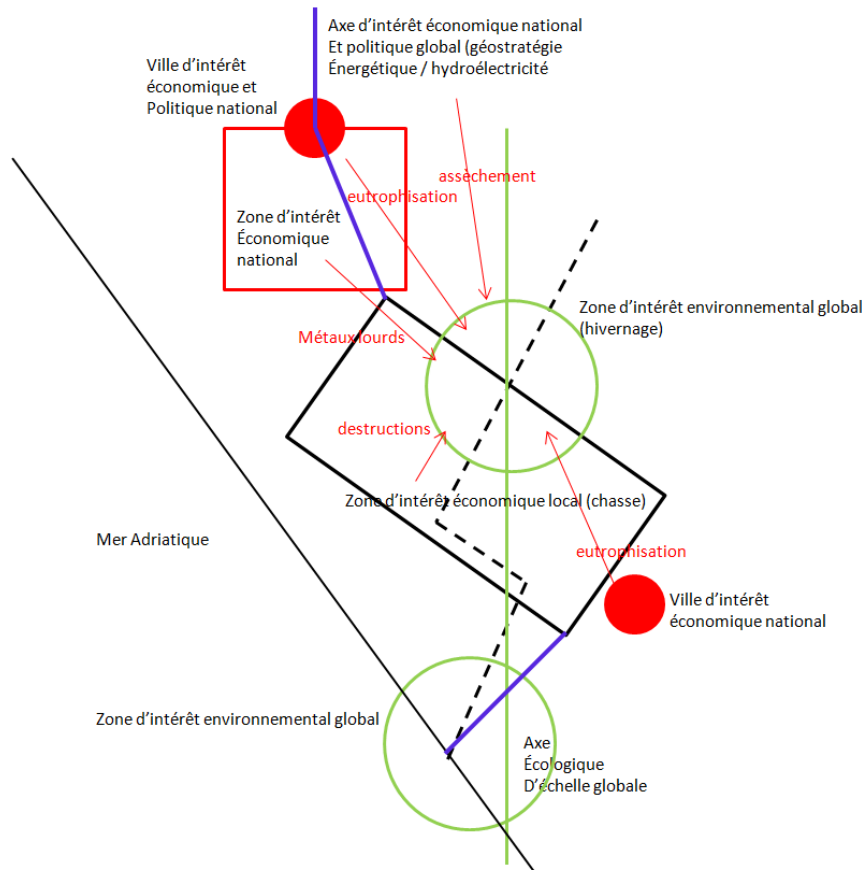 Axe d'intérêt économique national
Et politique global (géostratégie
Énergétique / hydroélectricité
Ville d'intérêt
économique et
Politique national
assèchement
eutrophisation
Zone d'intérêt
Économique
national
Zone d'intérêt environnemental global
(hivernage)
Métaux lourds
destructions
Zone d'intérêt économique local (chasse)
Mer Adriatique
eutrophisation
Ville d'intérêt
économique national
Zone d'intérêt environnemental global
Axe
Écologique
D'échelle globale